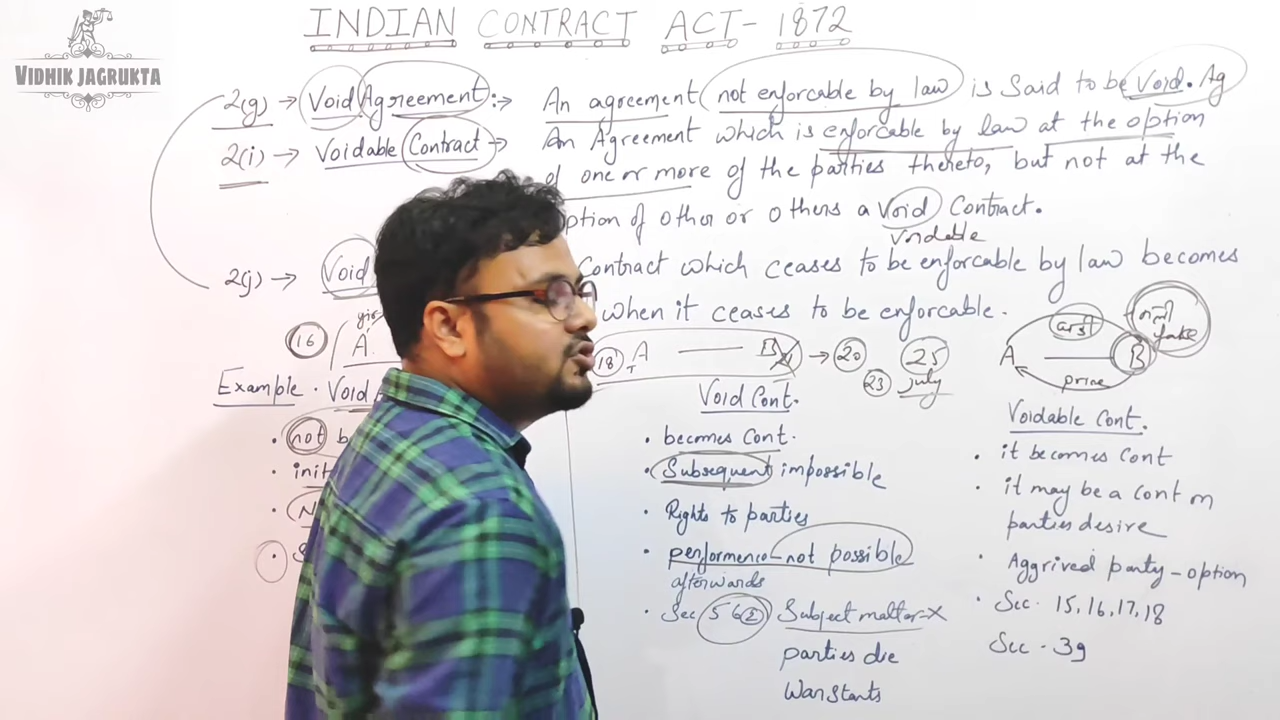 VIDHIK JAGRUKTA
INDIAN CONTRACT ACT - 1872
2(g) → Void Agreement :→ An agreement not enforcable by law is Said to be Void. Ag
2(i) → Voidable Contract → An Agreement which is enforcable by law at the option
of one or more of the parties thereto, but not at the
option of other or others a Void Contract.
Voidable
2(j) → Void Contract which ceases to be enforcable by law becomes
when it ceases to be enforcable.
16 A
18 A — B → 20 25
23 July
A — B
price
fake
Example . Void
Void Cont.
Voidable Cont.
. not b
. init
. becomes Cont.
. Subsequent impossible
. Rights to parties
. performence - not possible
afterwards
. Sec 56 Subject matter - X
parties die
War Starts
. it becomes Cont
. it may be a cont on
parties desire
. Aggrived party - option
. Sec. 15, 16, 17, 18
Sec - 39